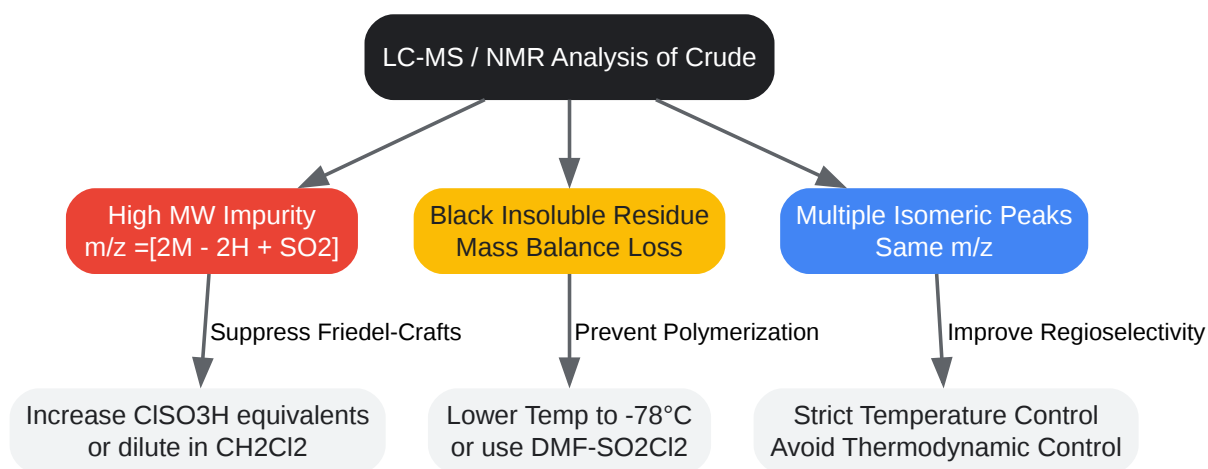 LC-MS / NMR Analysis of Crude
High MW Impurity
m/z =[2M - 2H + SO2]
Black Insoluble Residue
Mass Balance Loss
Multiple Isomeric Peaks
Same m/z
Suppress Friedel-Crafts
Prevent Polymerization
Improve Regioselectivity
Increase ClSO3H equivalents
or dilute in CH2Cl2
Lower Temp to -78°C
or use DMF-SO2Cl2
Strict Temperature Control
Avoid Thermodynamic Control